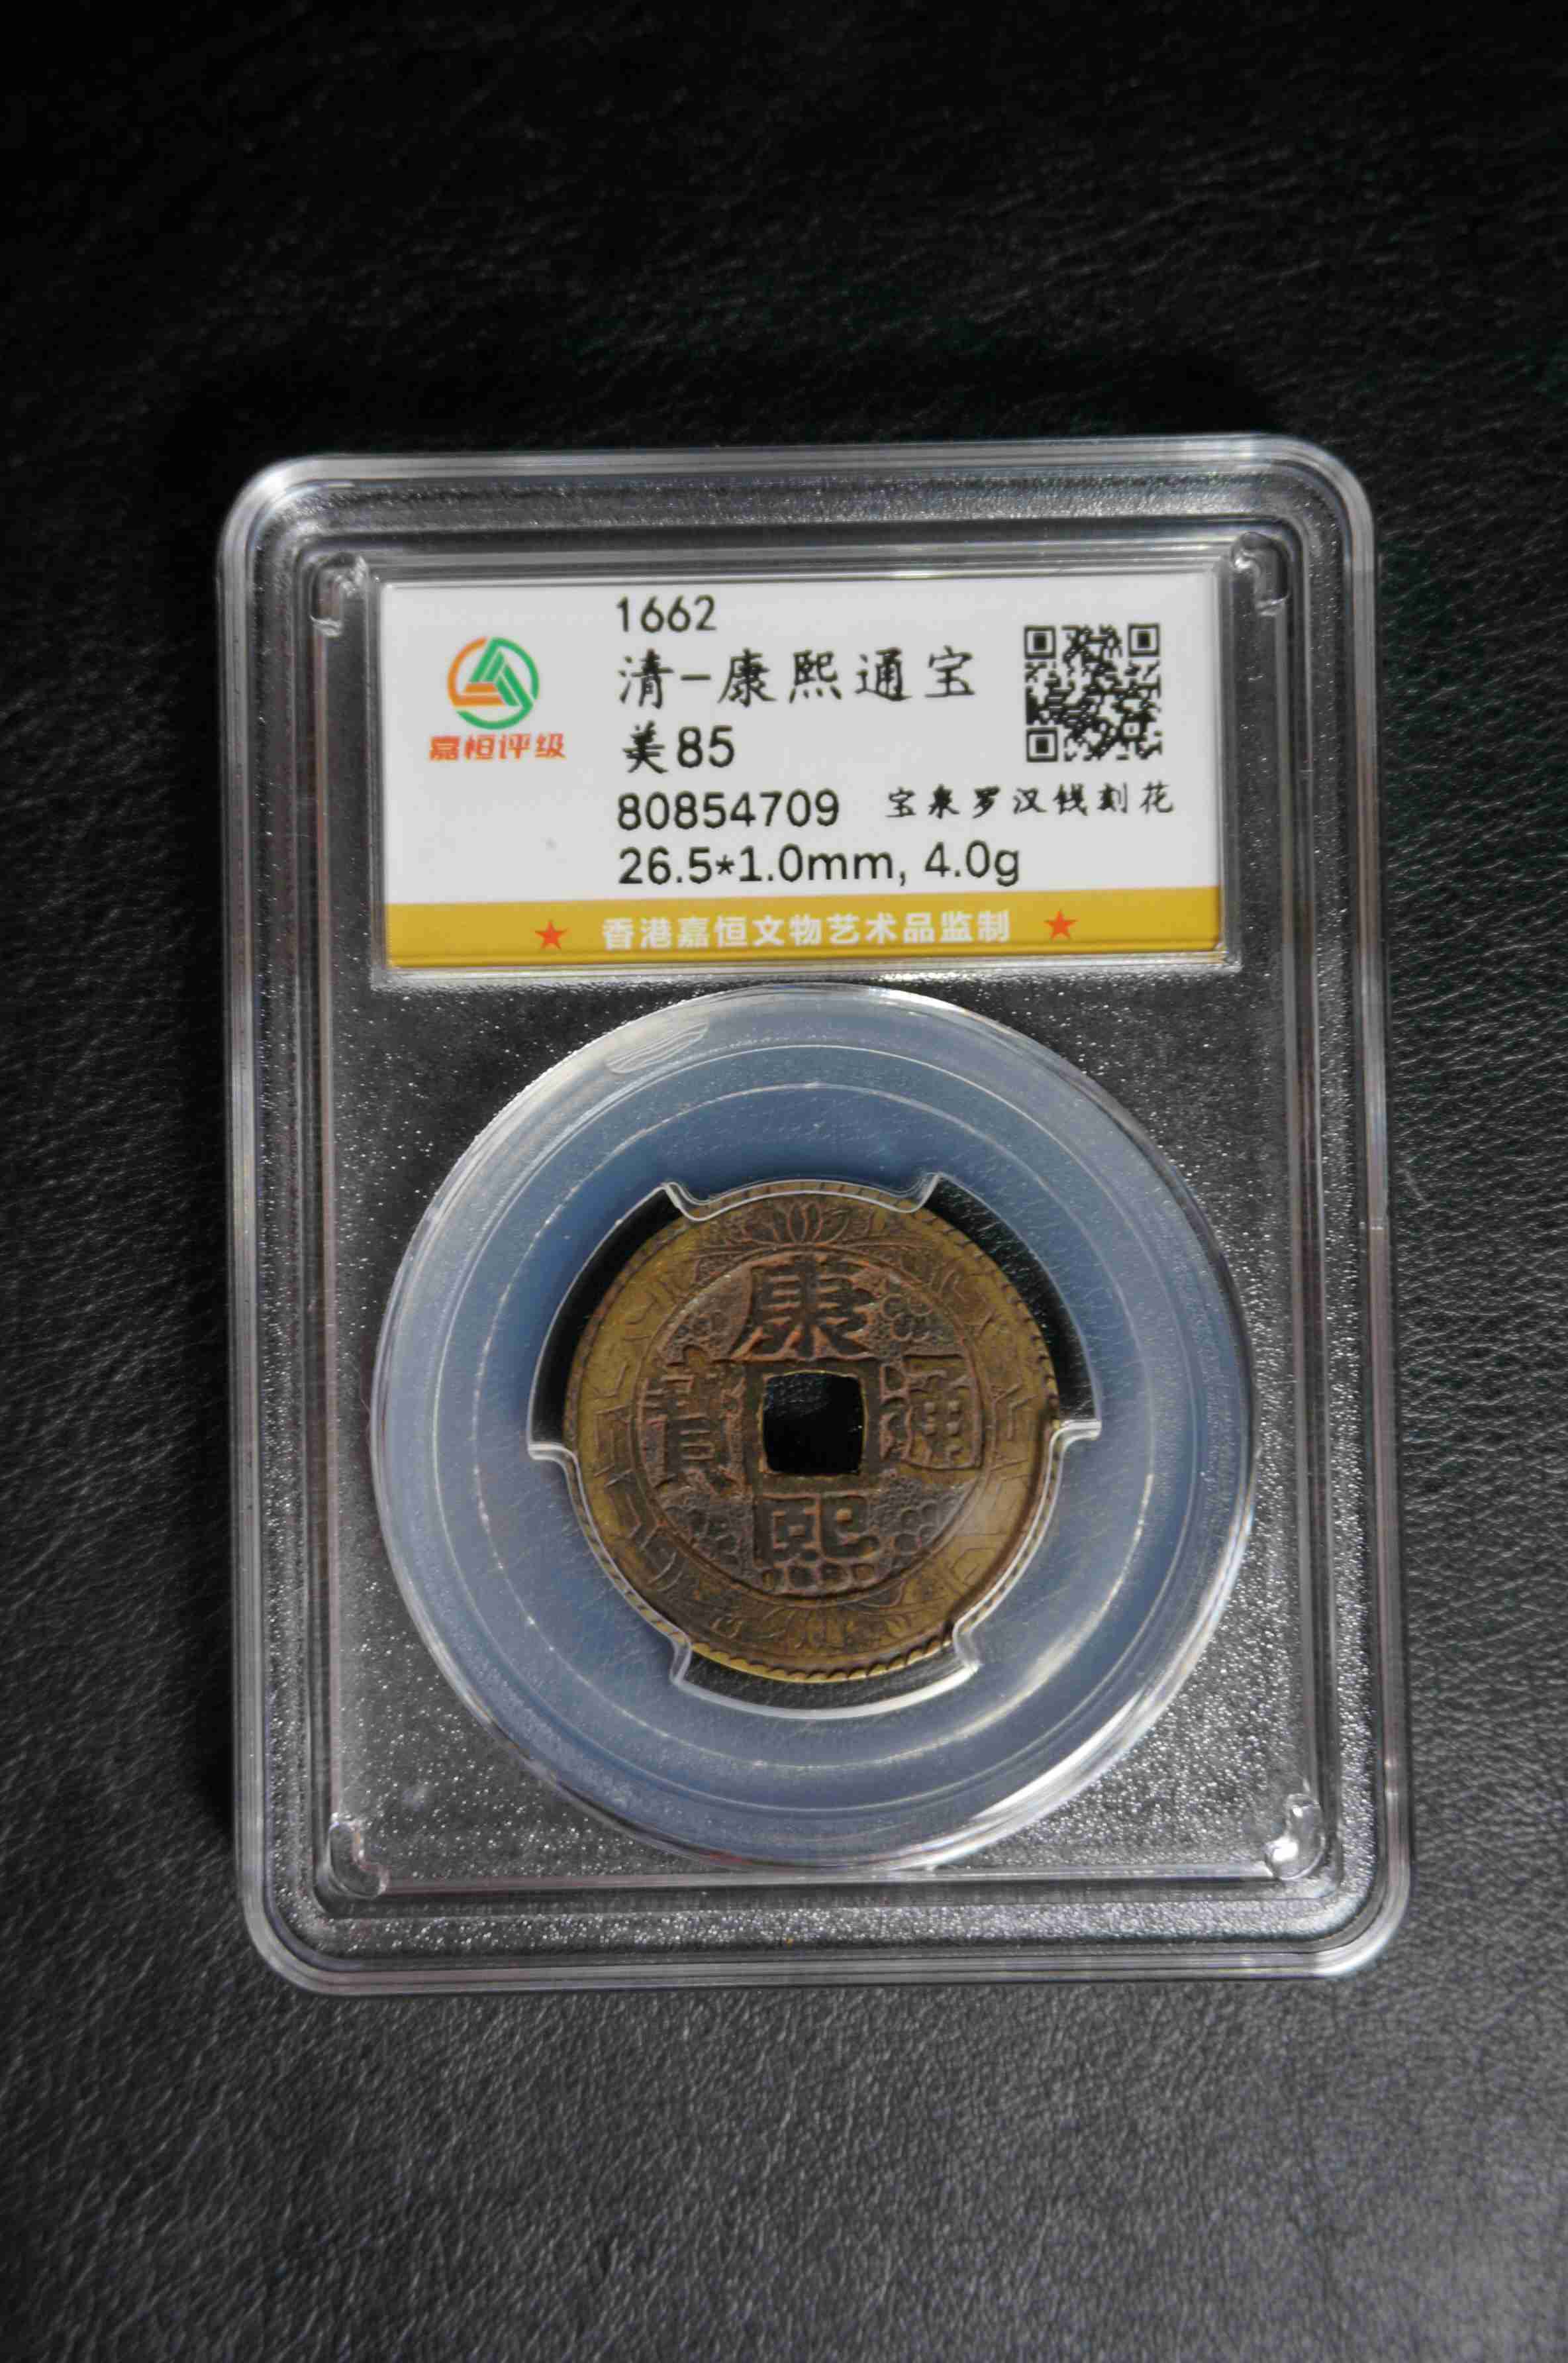 1662
清-康熙通宝
美85
嘉恒评级
80854709 宝泉罗汉钱刻花
26.5*1.0mm, 4.0g
★ 香港嘉恒文物艺术品监制 ★
康
寶 通
熙